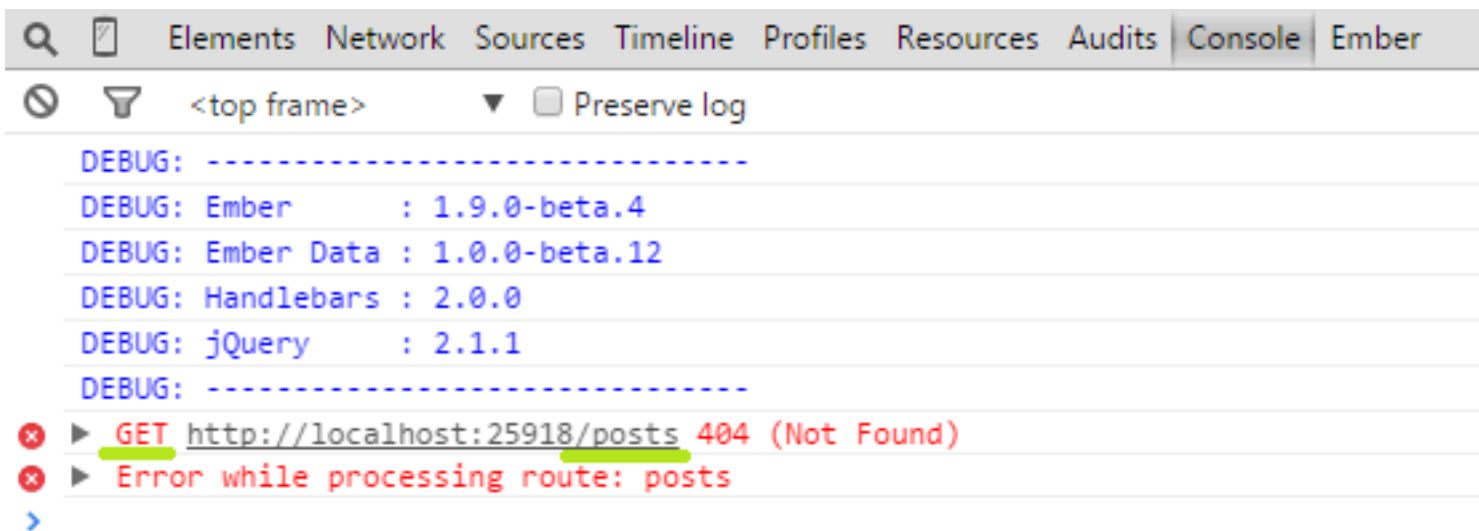 Elements Network Sources Timeline Profiles Resources Audits Console Ember
<top frame> ▼ Preserve log
DEBUG: -------------------------------
DEBUG: Ember      : 1.9.0-beta.4
DEBUG: Ember Data : 1.0.0-beta.12
DEBUG: Handlebars : 2.0.0
DEBUG: jQuery     : 2.1.1
DEBUG: -------------------------------
GET http://localhost:25918/posts 404 (Not Found)
Error while processing route: posts